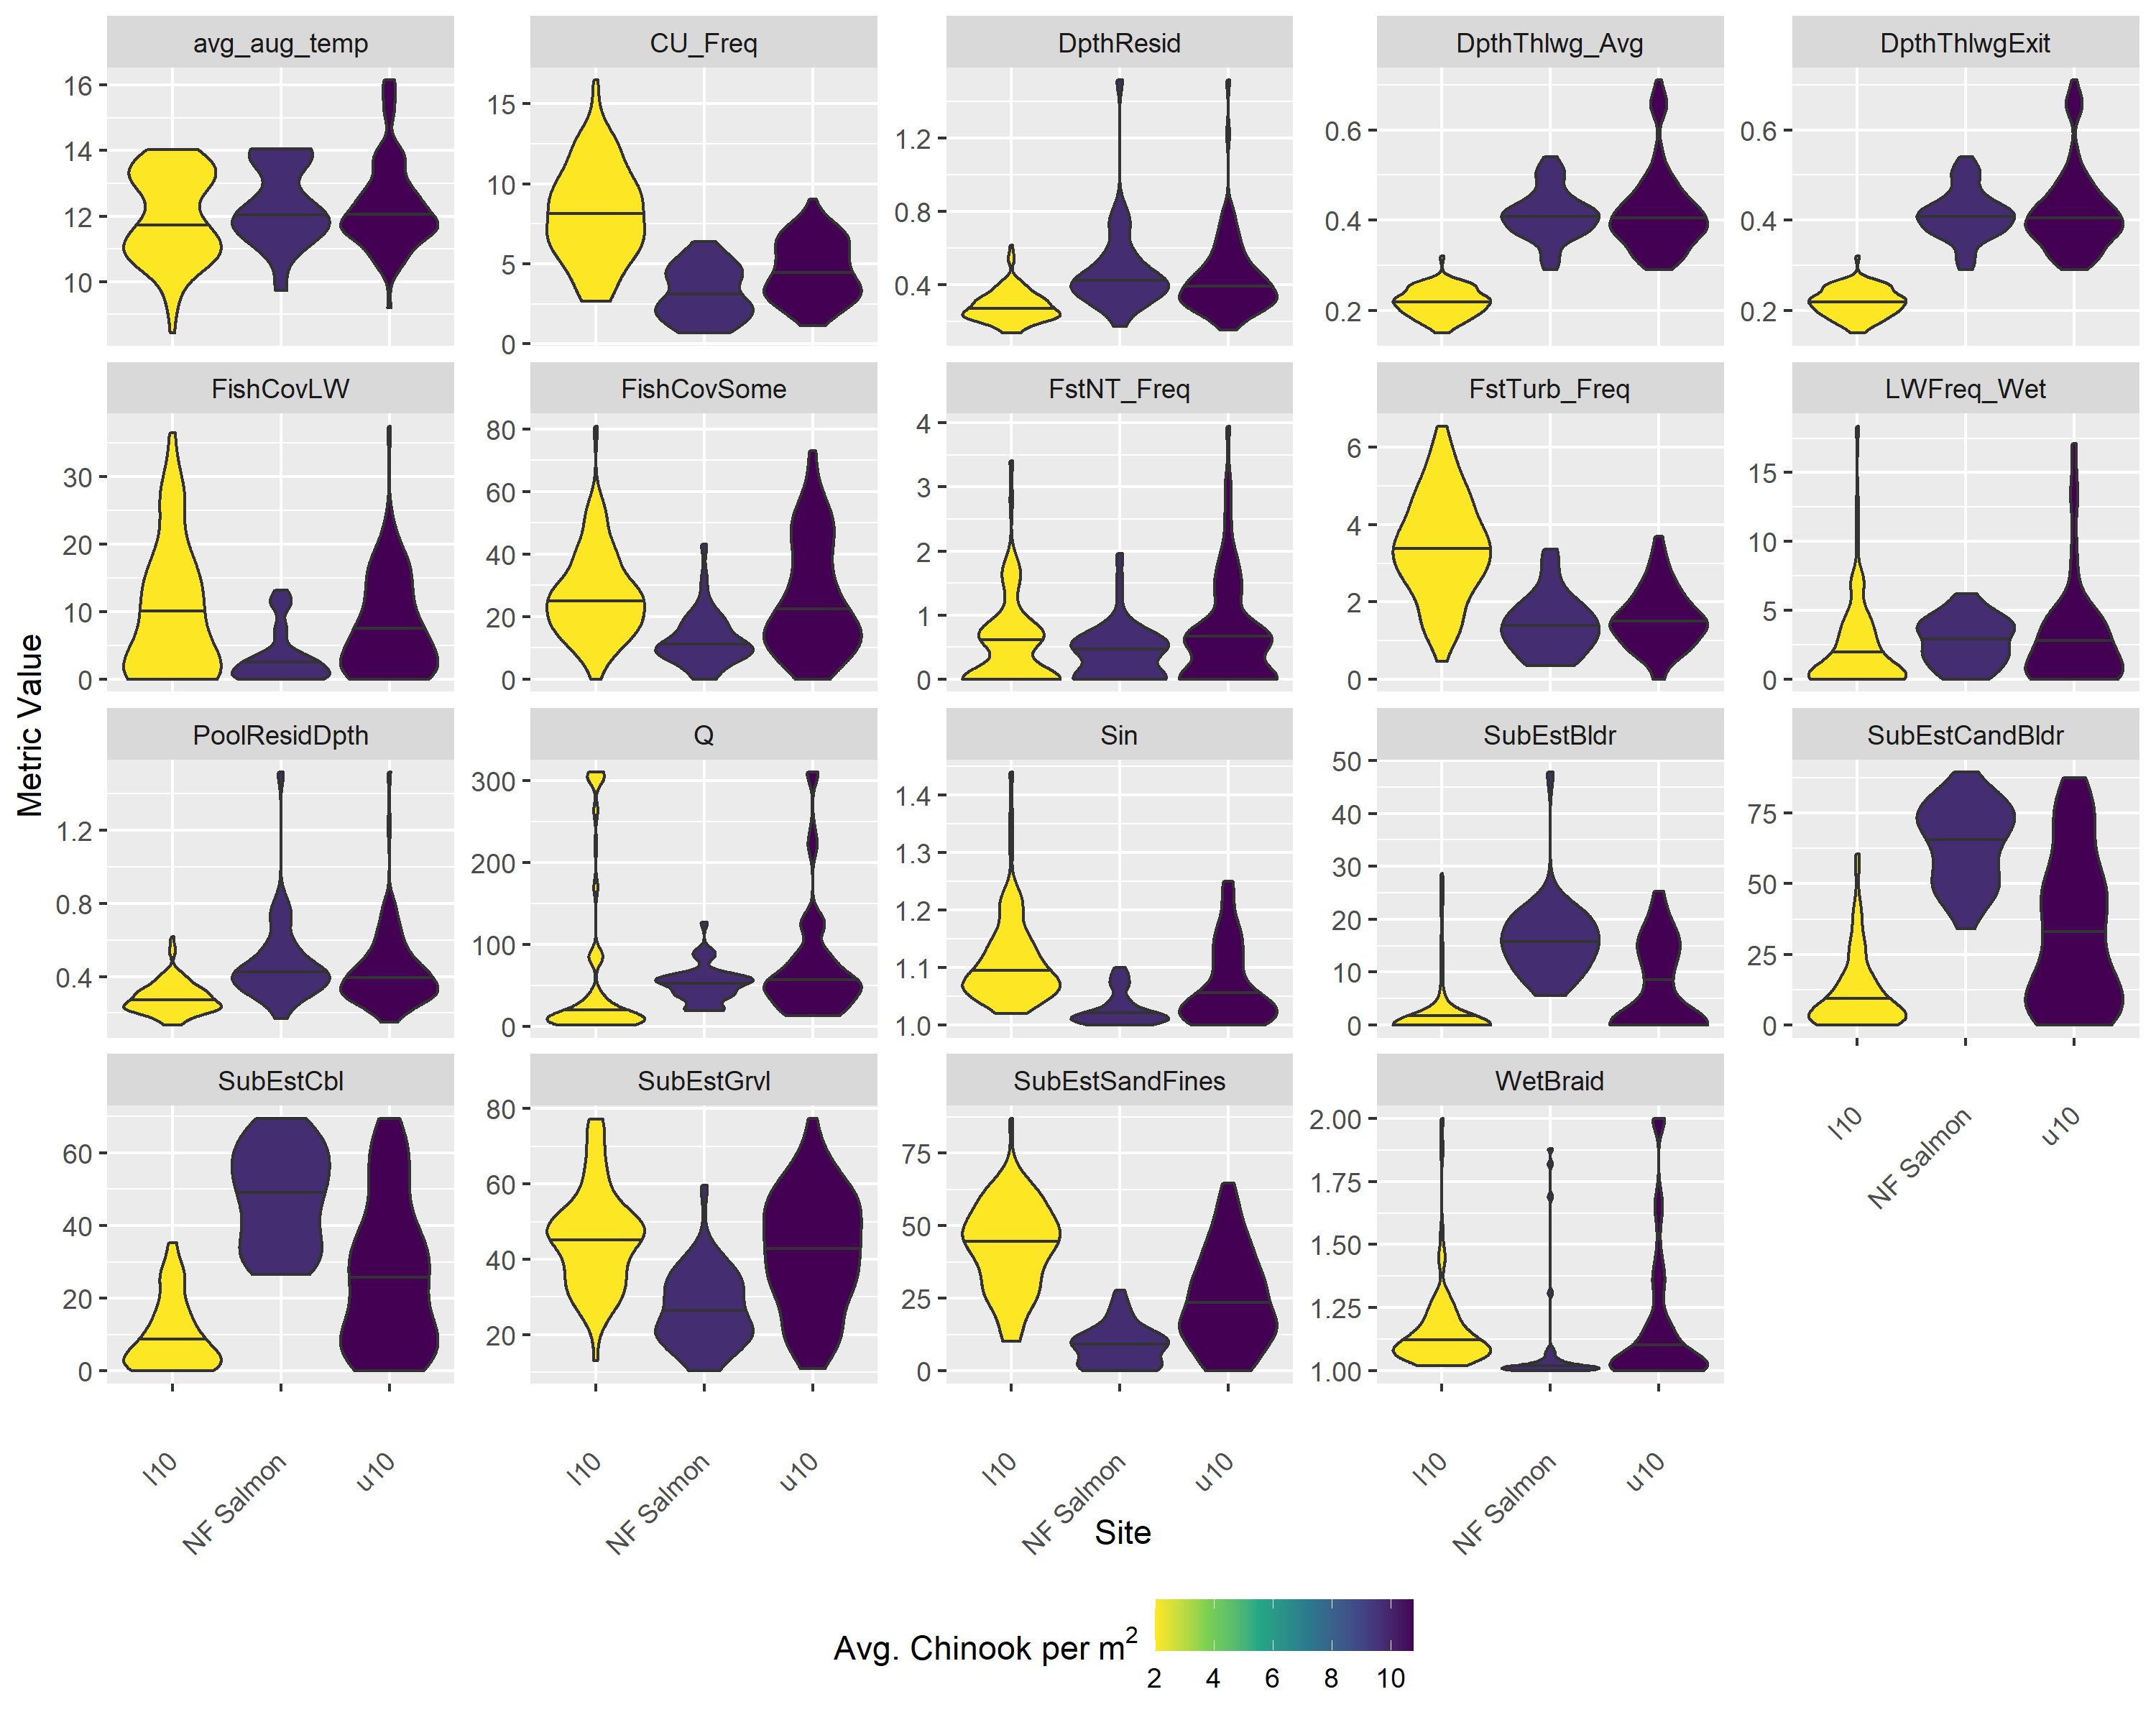 avg_aug_temp CU_Freq DpthResid DpthThlwg_Avg DpthThlwgExit
16 14 12 10
15 10 5 0
1.2 0.8 0.4
0.6 0.4 0.2
0.6 0.4 0.2
FishCovLW FishCovSome FstNT_Freq FstTurb_Freq LWFreq_Wet
30 20 10 0
80 60 40 20 0
4 3 2 1 0
6 4 2 0
15 10 5 0
Metric Value
PoolResidDpth Q Sin SubEstBldr SubEstCandBldr
1.2 0.8 0.4
300 200 100 0
1.4 1.3 1.2 1.1 1.0
50 40 30 20 10 0
75 50 25 0
SubEstCbl SubEstGrvl SubEstSandFines WetBraid
60 40 20 0
80 60 40 20
75 50 25 0
2.00 1.75 1.50 1.25 1.00
l10 NF Salmon u10
l10 NF Salmon u10
l10 NF Salmon u10
l10 NF Salmon u10
l10 NF Salmon u10
Site
Avg. Chinook per m²
2 4 6 8 10